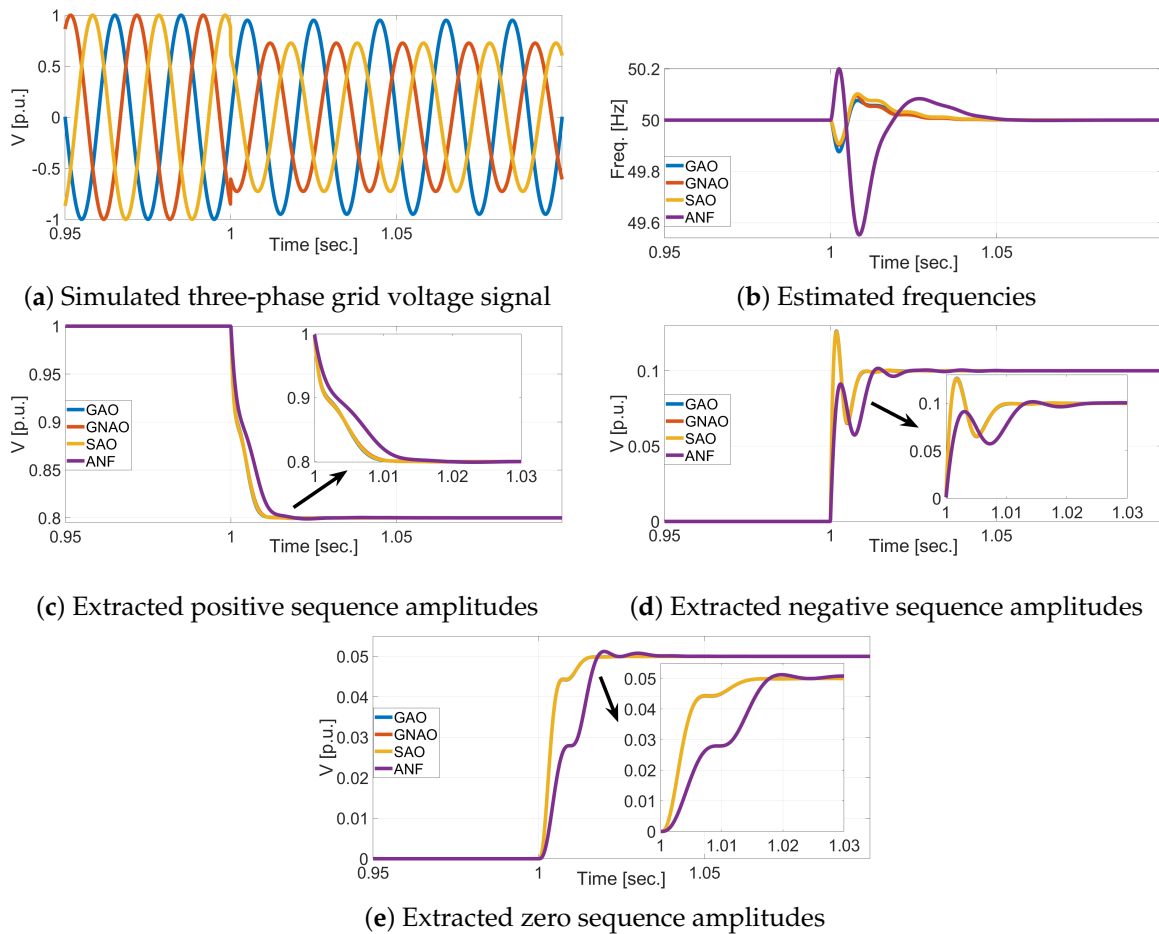 1
0.5
0
-0.5
-1
V [p.u.]
0.95
1
1.05
Time [sec.]
(a) Simulated three-phase grid voltage signal
50.2
50
49.8
49.6
Freq. [Hz]
GAO
GNAO
SAO
ANF
0.95
1
1.05
Time [sec.]
(b) Estimated frequencies
1
0.95
0.9
0.85
0.8
V [p.u.]
GAO
GNAO
SAO
ANF
1
0.9
0.8
1
1.01
1.02
1.03
0.95
1
1.05
Time [sec.]
(c) Extracted positive sequence amplitudes
0.1
0.05
0
V [p.u.]
GAO
GNAO
SAO
ANF
0.1
0.05
0
1
1.01
1.02
1.03
0.95
1
1.05
Time [sec.]
(d) Extracted negative sequence amplitudes
0.05
0.04
0.03
0.02
0.01
0
V [p.u.]
GAO
GNAO
SAO
ANF
0.05
0.04
0.03
0.02
0.01
0
1
1.01
1.02
1.03
0.95
1
1.05
Time [sec.]
(e) Extracted zero sequence amplitudes